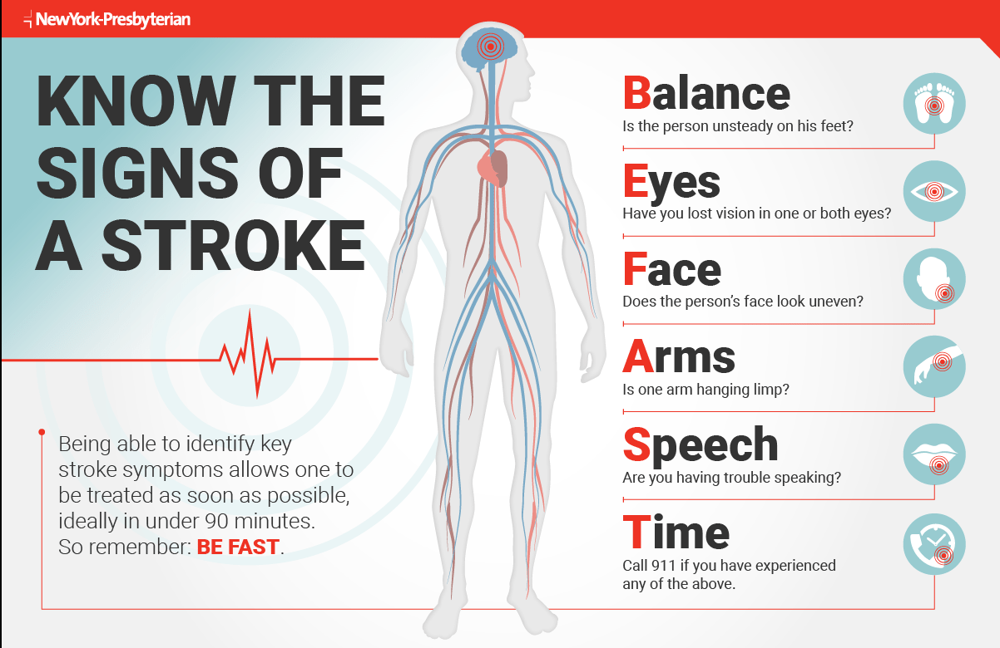 NewYork-Presbyterian
KNOW THE
SIGNS OF
A STROKE
Being able to identify key
stroke symptoms allows one to
be treated as soon as possible,
ideally in under 90 minutes.
So remember: BE FAST.
Balance
Is the person unsteady on his feet?
Eyes
Have you lost vision in one or both eyes?
Face
Does the person's face look uneven?
Arms
Is one arm hanging limp?
Speech
Are you having trouble speaking?
Time
Call 911 if you have experienced
any of the above.